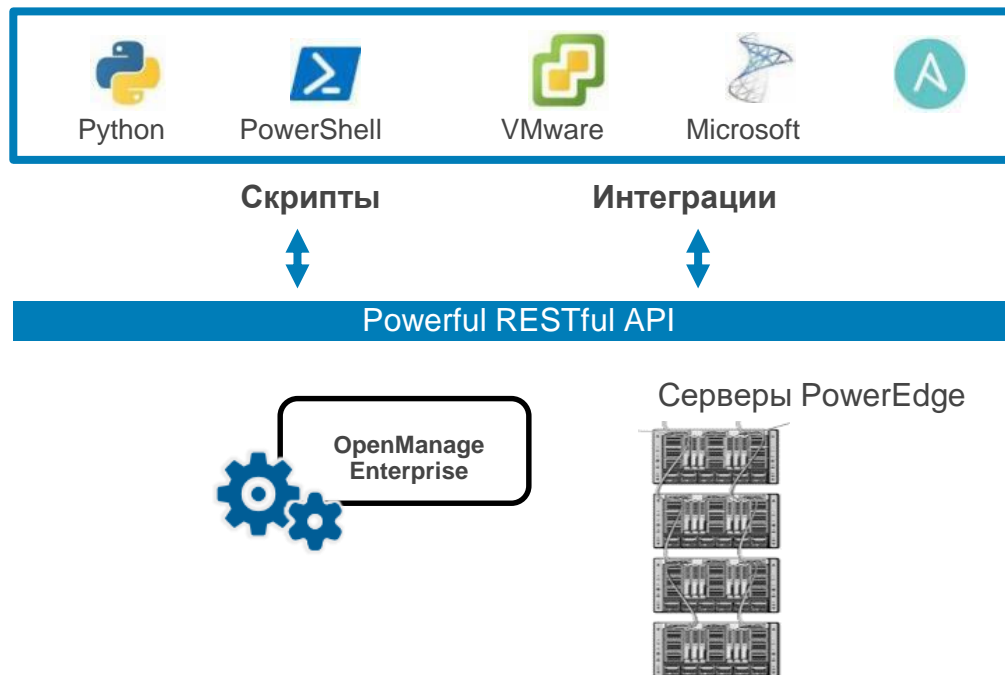 Python
PowerShell
VMware
Microsoft
Скрипты
Интеграции
Powerful RESTful API
Серверы PowerEdge
OpenManage
Enterprise